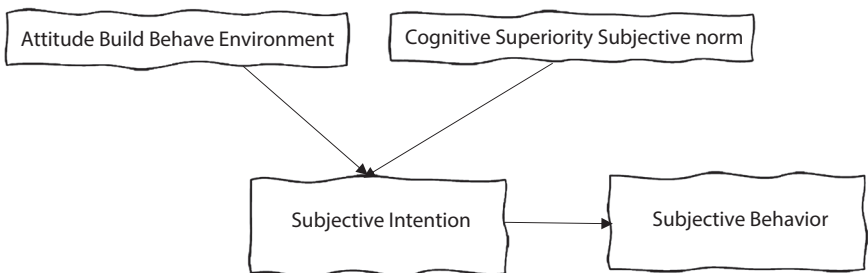 Attitude Build Behave Environment
Cognitive Superiority Subjective norm
Subjective Intention
Subjective Behavior